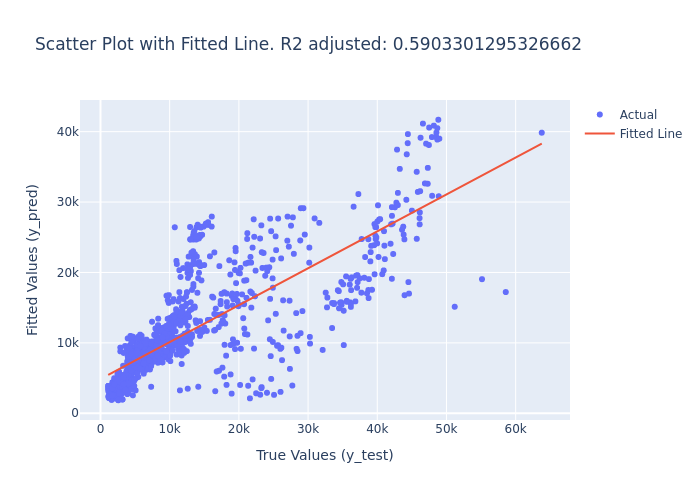 Scatter Plot with Fitted Line. R2 adjusted: 0.5903301295326662
Actual
Fitted Line
Fitted Values (y_pred)
40k
30k
20k
10k
0
0 10k 20k 30k 40k 50k 60k
True Values (y_test)